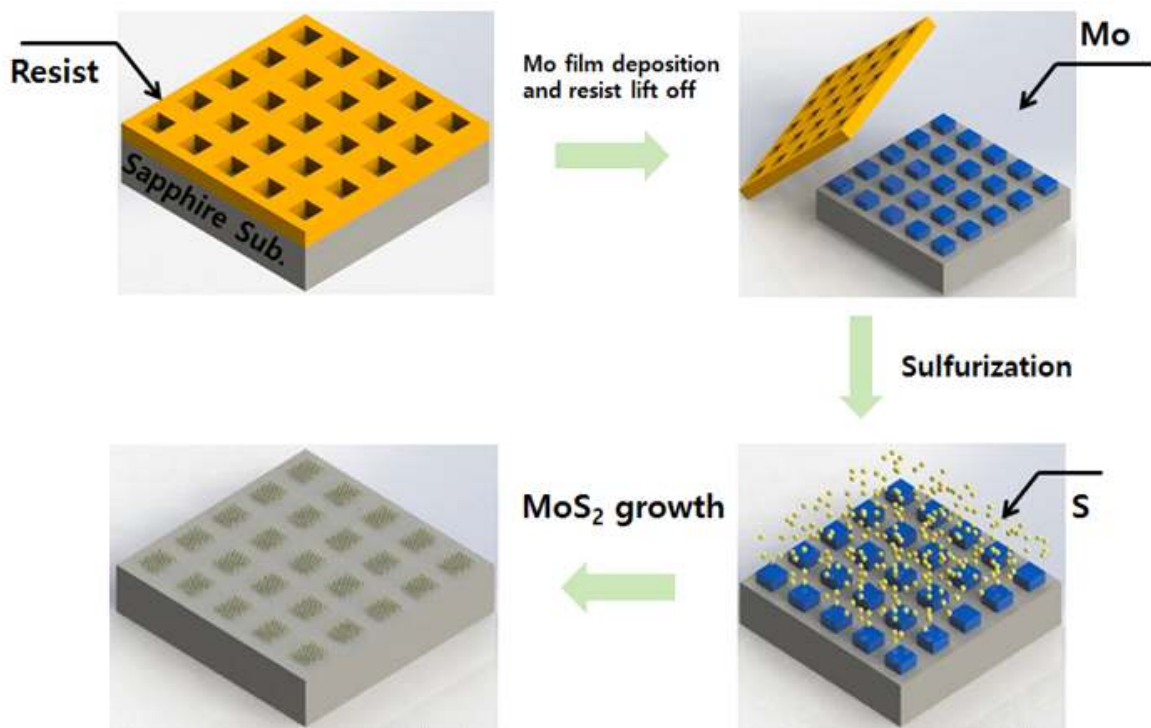 Resist
Sapphire Sub.
Mo film deposition
and resist lift off
Mo
Sulfurization
S
MoS₂ growth